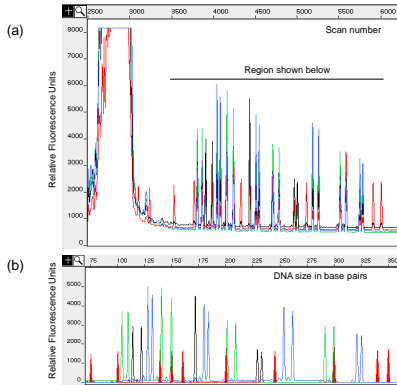 (a)
2500 3000 3500 4000 4500 5000 5500 6000
Scan number
Region shown below
Relative Fluorescence Units
8000
7000
6000
5000
4000
3000
2000
1000
0
(b)
75 100 125 150 175 200 225 250 275 300 325 350
DNA size in base pairs
Relative Fluorescence Units
5000
4000
3000
2000
1000
0